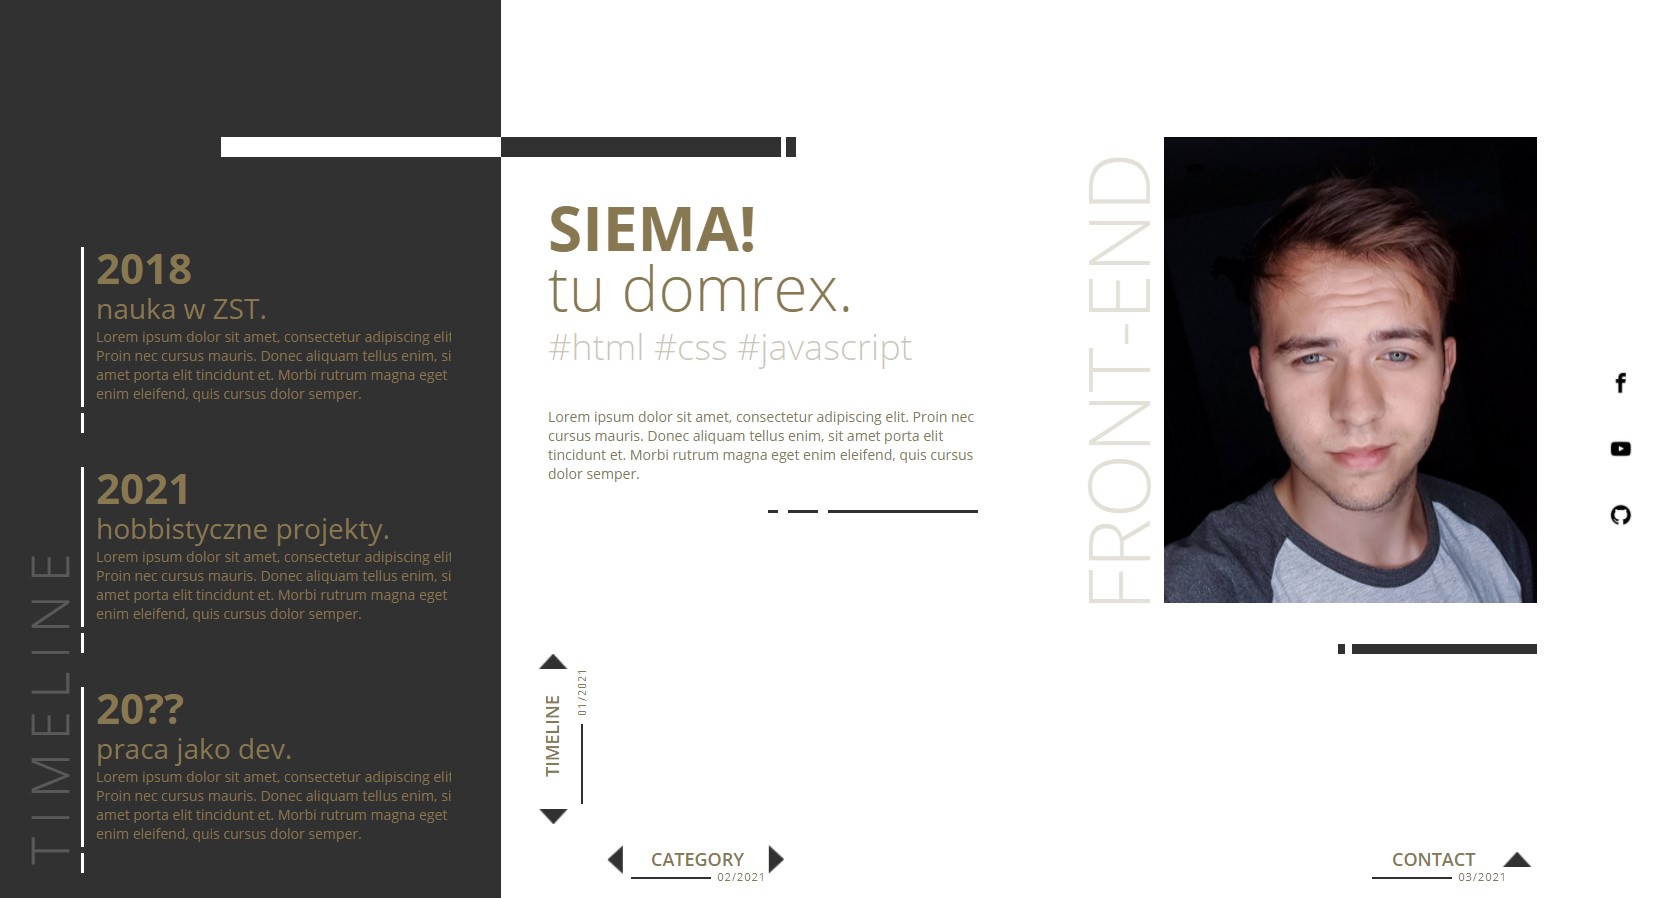 2018
nauka w ZST.
Lorem ipsum dolor sit amet, consectetur adipiscing elit
Proin nec cursus mauris. Donec aliquam tellus enim, si
amet porta elit tincidunt et. Morbi rutrum magna eget
enim eleifend, quis cursus dolor semper.
2021
hobbistyczne projekty.
Lorem ipsum dolor sit amet, consectetur adipiscing elit
Proin nec cursus mauris. Donec aliquam tellus enim, si
amet porta elit tincidunt et. Morbi rutrum magna eget
enim eleifend, quis cursus dolor semper.
20??
praca jako dev.
Lorem ipsum dolor sit amet, consectetur adipiscing elit
Proin nec cursus mauris. Donec aliquam tellus enim, si
amet porta elit tincidunt et. Morbi rutrum magna eget
enim eleifend, quis cursus dolor semper.
TIMELINE
SIEMA!
tu domrex.
#html #css #javascript
Lorem ipsum dolor sit amet, consectetur adipiscing elit. Proin nec
cursus mauris. Donec aliquam tellus enim, sit amet porta elit
tincidunt et. Morbi rutrum magna eget enim eleifend, quis cursus
dolor semper.
TIMELINE
01/2021
CATEGORY
02/2021
FRONT-END
CONTACT
03/2021